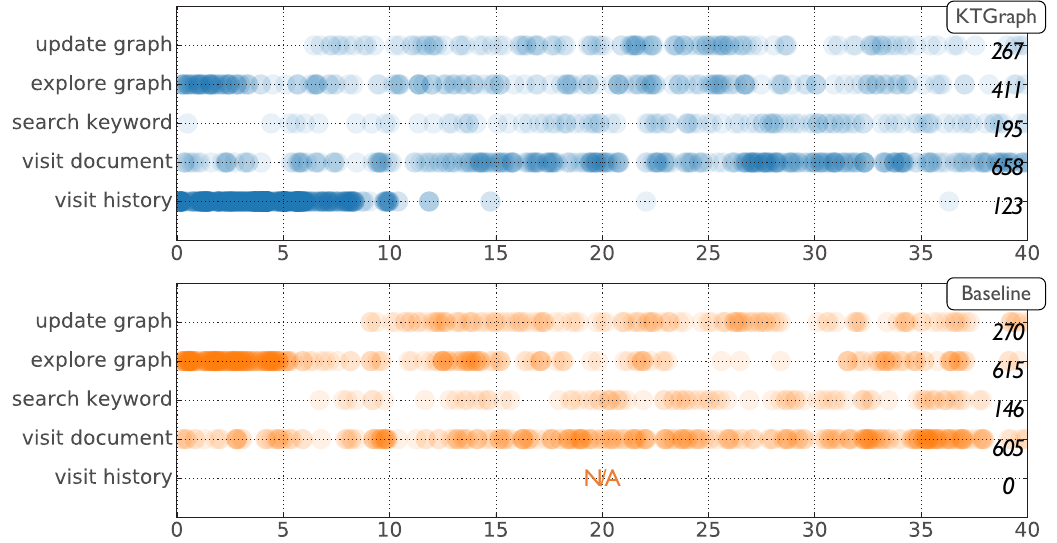 KTGraph
update graph 267
explore graph 411
search keyword 195
visit document 658
visit history 123
0 5 10 15 20 25 30 35 40
Baseline
update graph 270
explore graph 615
search keyword 146
visit document 605
visit history N/A 0
0 5 10 15 20 25 30 35 40